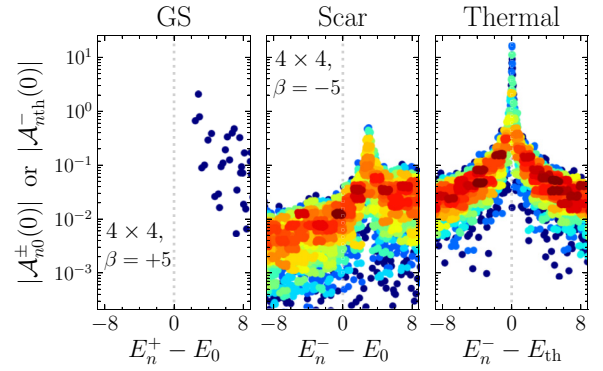 GS Scar Thermal
|𝒜ₙ₀^±(0)| or |𝒜ₙₜₕ^−(0)|
10¹
10⁰
10⁻¹
10⁻²
10⁻³
4 × 4,
β = +5
4 × 4,
β = −5
−8 0 8 −8 0 8 −8 0 8
Eₙ⁺ − E₀ Eₙ⁻ − E₀ Eₙ⁻ − Eₜₕ